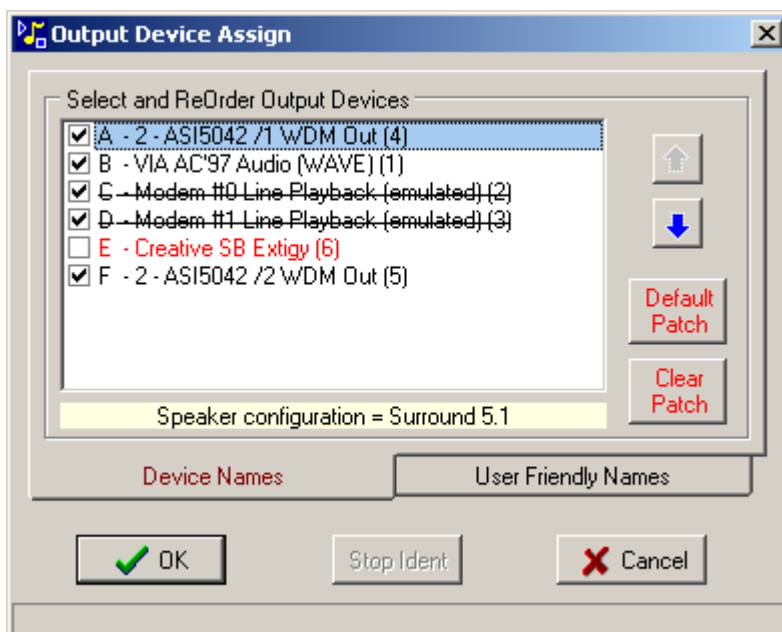 Output Device Assign
Select and ReOrder Output Devices
A - 2 - ASI5042 /1 WDM Out (4)
B - VIA AC'97 Audio (WAVE) (1)
C - Modem #0 Line Playback (emulated) (2)
D - Modem #1 Line Playback (emulated) (3)
E - Creative SB Extigy (6)
F - 2 - ASI5042 /2 WDM Out (5)
Default
Patch
Clear
Patch
Speaker configuration = Surround 5.1
Device Names
User Friendly Names
OK
Stop Ident
Cancel